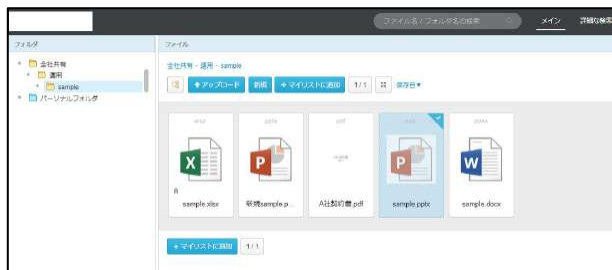 ファイル名 / フォルダ名の検索
メイン
詳細な検索
フォルダ
ファイル
全社共有
運用
sample
パーソナルフォルダ
全社共有 - 運用 - sample
アップロード
新規
+ マイリストに追加
1 / 1
保存日▼
xlsx
pptx
pdf
pptx
docx
X
P
P
W
sample.xlsx
新規sample.p...
A社契約書.pdf
sample.pptx
sample.docx
+ マイリストに追加
1 / 1